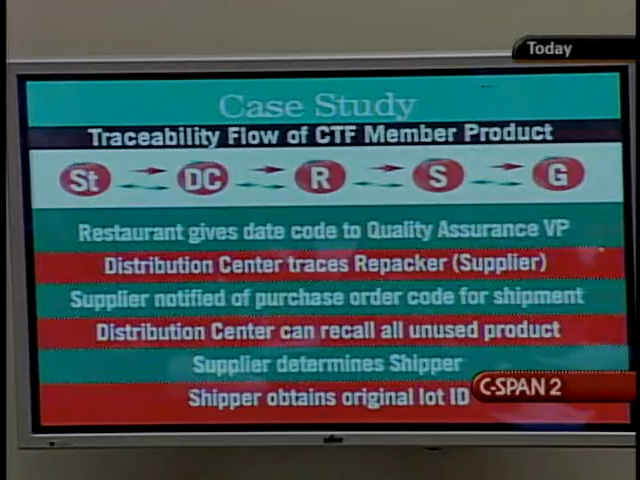 Today
Case Study
Traceability Flow of CTF Member Product
St DC R S G
Restaurant gives date code to Quality Assurance VP
Distribution Center traces Repacker (Supplier)
Supplier notified of purchase order code for shipment
Distribution Center can recall all unused product
Supplier determines Shipper
Shipper obtains original lot ID
C-SPAN 2